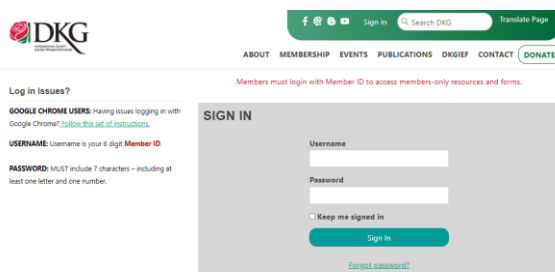 DKG
Sign in
Search DKG
Translate Page
ABOUT MEMBERSHIP EVENTS PUBLICATIONS DKGIEF CONTACT DONATE
Members must login with Member ID to access members-only resources and forms.
Log in Issues?
GOOGLE CHROME USERS: Having issues logging in with
Google Chrome? Follow this set of instructions.
USERNAME: Username is your 6 digit Member ID.
PASSWORD: MUST include 7 characters – including at
least one letter and one number.
SIGN IN
Username
Password
Keep me signed in
Sign In
Forgot password?